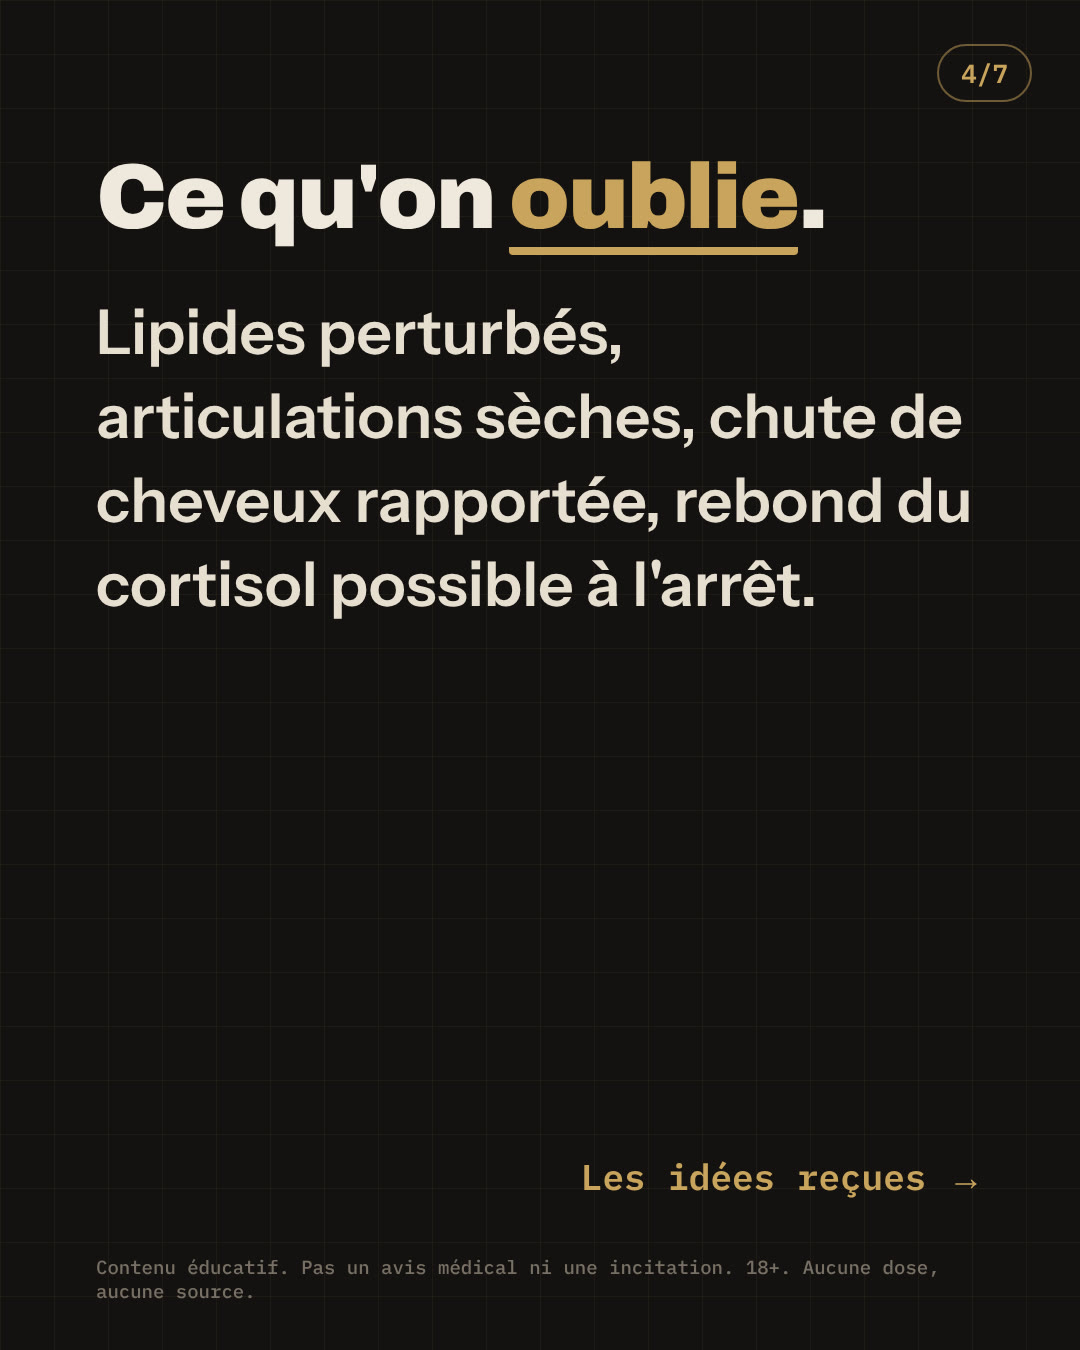 4/7
Ce qu'on oublie.
Lipides perturbés,
articulations sèches, chute de
cheveux rapportée, rebond du
cortisol possible à l'arrêt.
Les idées reçues →
Contenu éducatif. Pas un avis médical ni une incitation. 18+. Aucune dose,
aucune source.